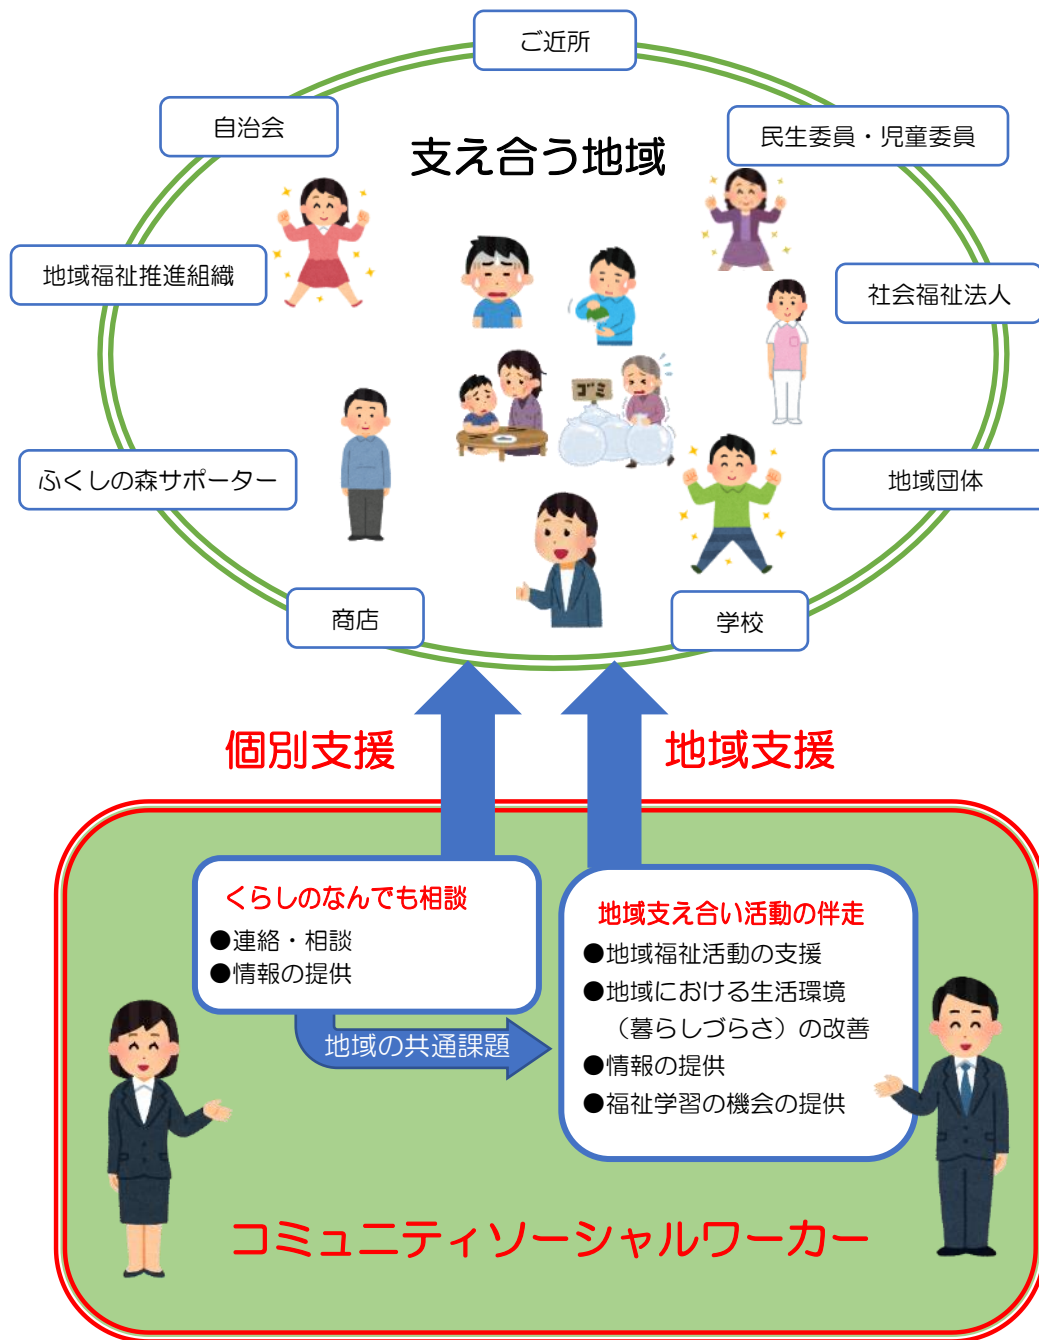 ご近所
自治会
民生委員・児童委員
支え合う地域
地域福祉推進組織
社会福祉法人
ゴミ
ふくしの森サポーター
地域団体
商店
学校
個別支援
地域支援
くらしのなんでも相談
●連絡・相談
●情報の提供
地域の共通課題
地域支え合い活動の伴走
●地域福祉活動の支援
●地域における生活環境
（暮らしづらさ）の改善
●情報の提供
●福祉学習の機会の提供
コミュニティソーシャルワーカー